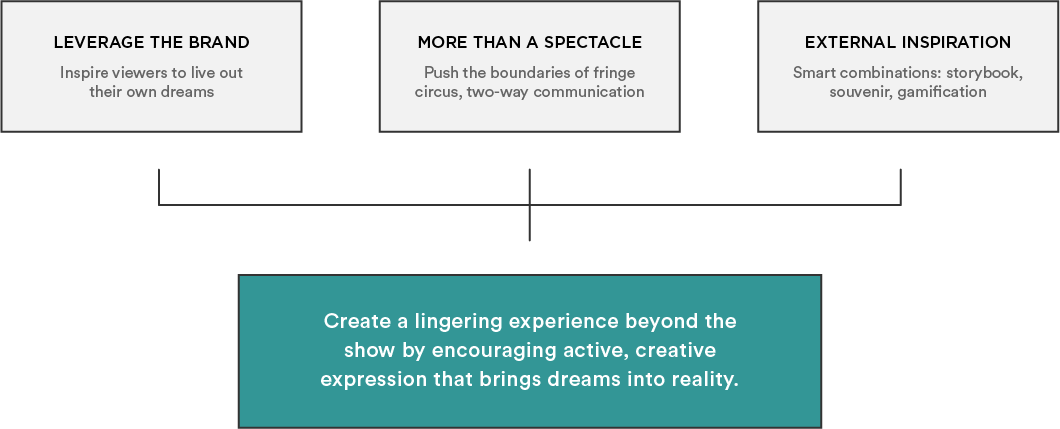 LEVERAGE THE BRAND
Inspire viewers to live out
their own dreams
MORE THAN A SPECTACLE
Push the boundaries of fringe
circus, two-way communication
EXTERNAL INSPIRATION
Smart combinations: storybook,
souvenir, gamification
Create a lingering experience beyond the
show by encouraging active, creative
expression that brings dreams into reality.